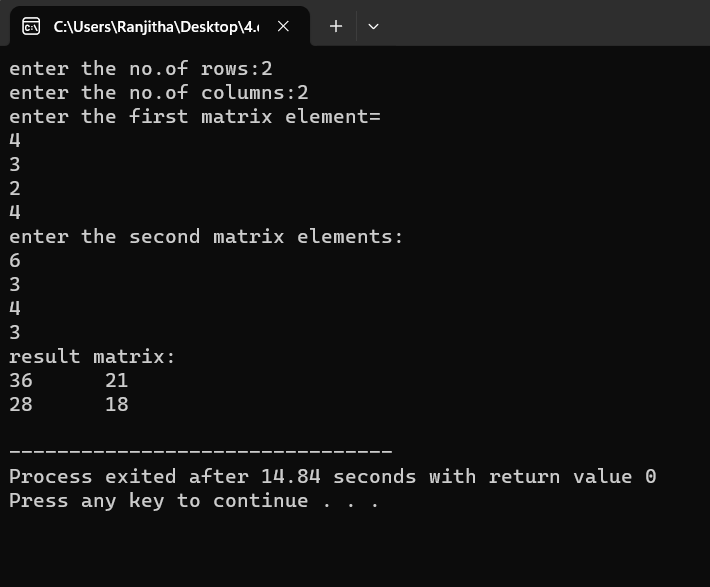 C:\Users\Ranjitha\Desktop\4.
enter the no.of rows:2
enter the no.of columns:2
enter the first matrix element=
4
3
2
4
enter the second matrix elements:
6
3
4
3
result matrix:
36      21
28      18
--------------------------------
Process exited after 14.84 seconds with return value 0
Press any key to continue . . .